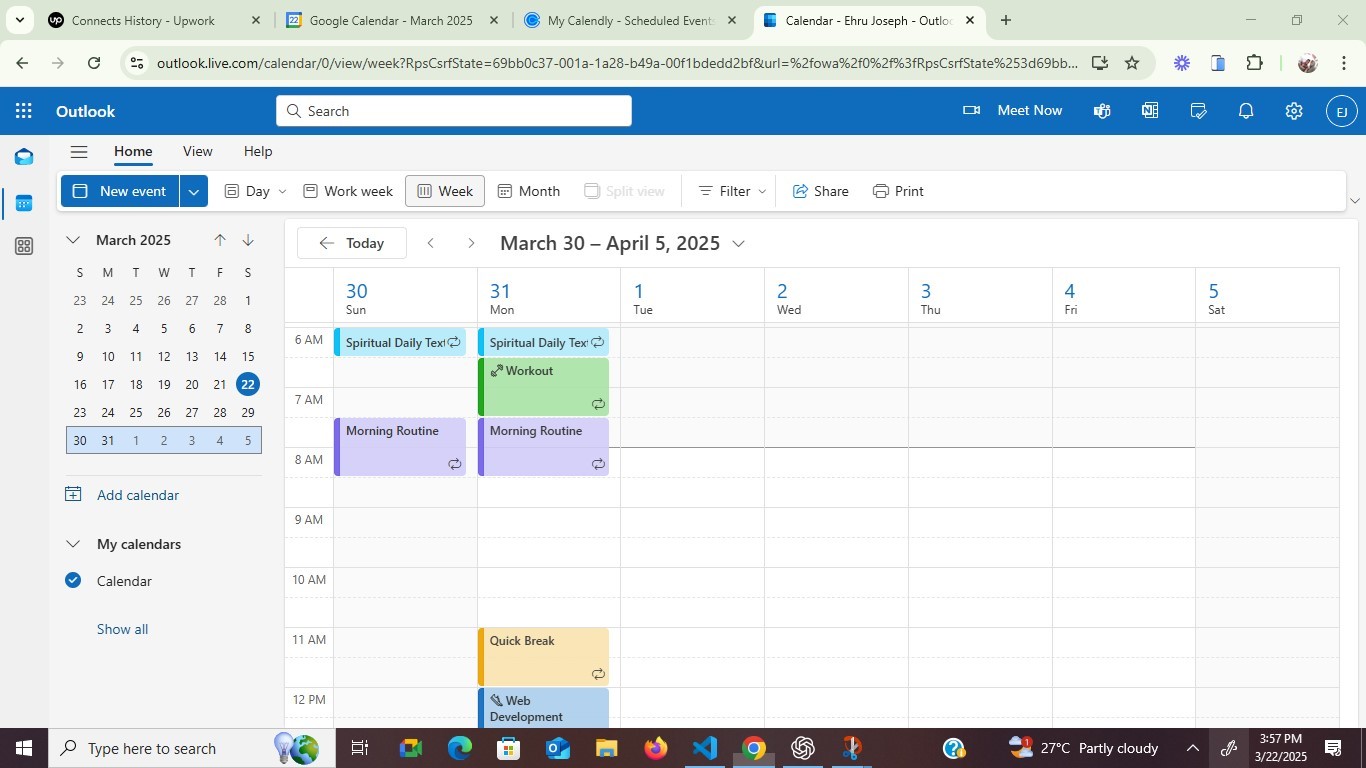 Connects History - Upwork
Google Calendar - March 2025
My Calendly - Scheduled Event
Calendar - Ehru Joseph - Outlo
outlook.live.com/calendar/0/view/week?RpsCsrfState=69bb0c37-001a-1a28-b49a-00f1bdedd2bf&url=%2fowa%2f0%2f%3fRpsCsrfState%253d69bb...
Outlook
Search
Meet Now
EJ
Home View Help
New event
Day
Work week
Week
Month
Split view
Filter
Share
Print
March 2025
S M T W T F S
23 24 25 26 27 28 1
2 3 4 5 6 7 8
9 10 11 12 13 14 15
16 17 18 19 20 21 22
23 24 25 26 27 28 29
30 31 1 2 3 4 5
Add calendar
My calendars
Calendar
Show all
Today
March 30 – April 5, 2025
30 31 1 2 3 4 5
Sun Mon Tue Wed Thu Fri Sat
6 AM
Spiritual Daily Text
Spiritual Daily Tex
Workout
7 AM
Morning Routine
Morning Routine
8 AM
9 AM
10 AM
11 AM
Quick Break
12 PM
Web
Development
Type here to search
27°C Partly cloudy
3:57 PM
3/22/2025